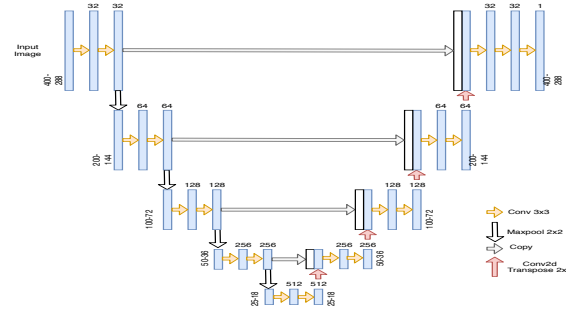 32 32 32 32 1
Input
Image
400-
288
400-
288
64 64 64 64
200-
144
200-
144
128 128 128 128
100-72
100-72
256 256 256 256
50-36
50-36
512 512
25-18
25-18
Conv 3x3
Maxpool 2x2
Copy
Conv2d
Transpose 2x